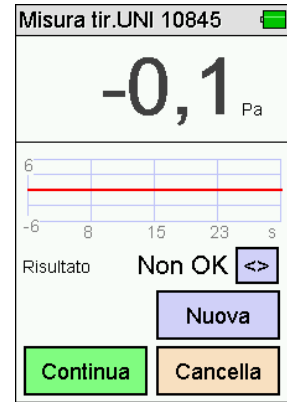 Misura tir.UNI 10845
-0,1 Pa
6
-6 8 15 23 s
Risultato Non OK <>
Nuova
Continua Cancella